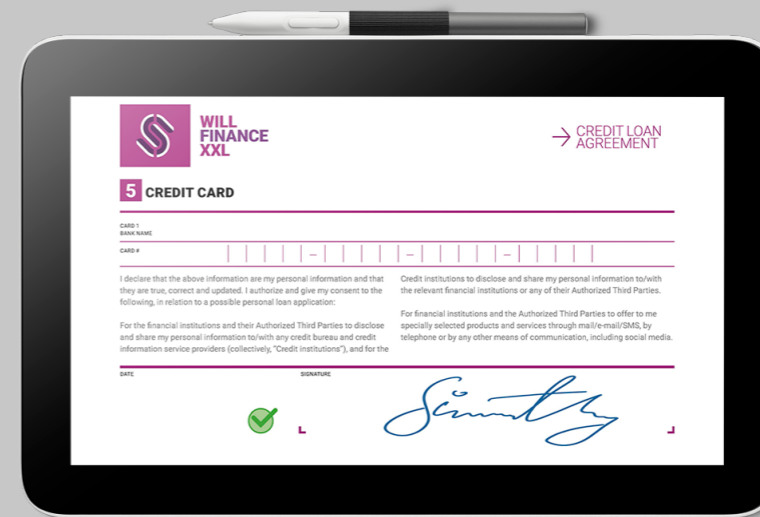 WILL
FINANCE
XXL
CREDIT LOAN
AGREEMENT
5 CREDIT CARD
CARD 1
BANK NAME
CARD #
I declare that the above information are my personal information and that
they are true, correct and updated. I authorize and give my consent to the
following, in relation to a possible personal loan application:
For the financial institutions and their Authorized Third Parties to disclose
and share my personal information to/with any credit bureau and credit
information service providers (collectively, "Credit institutions"), and for the
Credit institutions to disclose and share my personal information to/with
the relevant financial institutions or any of their Authorized Third Parties.
For financial institutions and the Authorized Third Parties to offer to me
specially selected products and services through mail/e-mail/SMS, by
telephone or by any other means of communication, including social media.
DATE
SIGNATURE